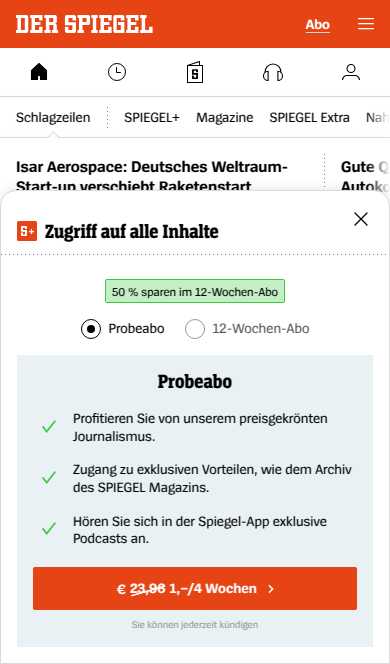 DER SPIEGEL
Abo
Schlagzeilen
SPIEGEL+
Magazine
SPIEGEL Extra
Isar Aerospace: Deutsches Weltraum-
Start-up verschiebt Raketenstart
Gute
Zugriff auf alle Inhalte
50 % sparen im 12-Wochen-Abo
Probeabo
12-Wochen-Abo
Probeabo
Profitieren Sie von unserem preisgekrönten
Journalismus.
Zugang zu exklusiven Vorteilen, wie dem Archiv
des SPIEGEL Magazins.
Hören Sie sich in der Spiegel-App exklusive
Podcasts an.
€ 23,96 1,–/4 Wochen
Sie können jederzeit kündigen